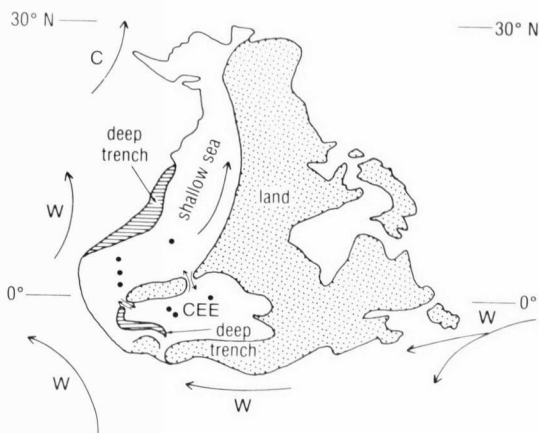 30° N
30° N
C
deep
trench
shallow sea
land
W
0°
0°
W
CEE
deep
trench
W
W